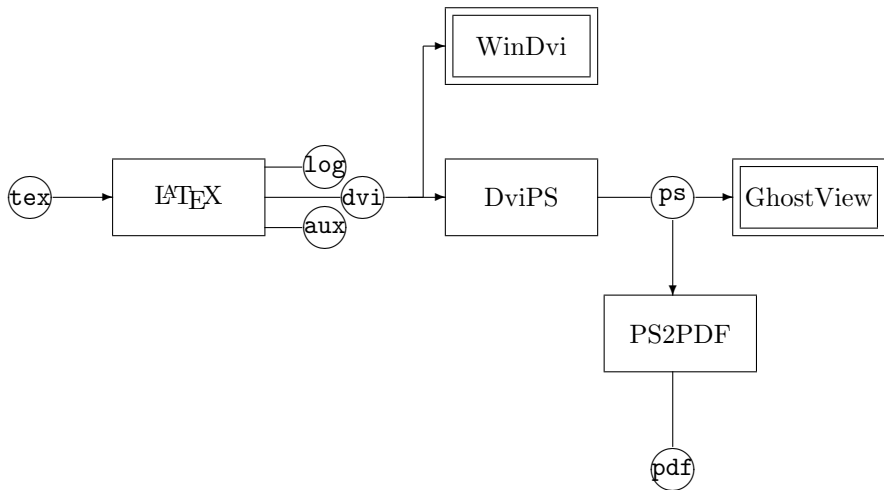 WinDvi
log
tex
LATEX
dvi
DviPS
ps
GhostView
aux
PS2PDF
pdf